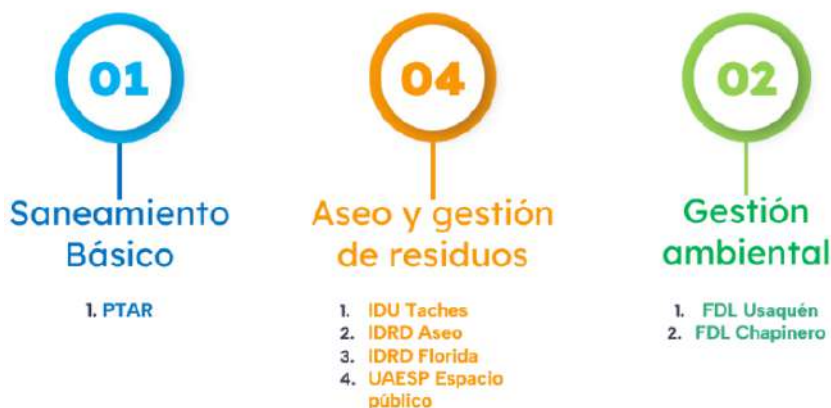 01
Saneamiento
Básico
1. PTAR
04
Aseo y gestión
de residuos
1. IDU Taches
2. IDRD Aseo
3. IDRD Florida
4. UAESP Espacio
público
02
Gestión
ambiental
1. FDL Usaquén
2. FDL Chapinero